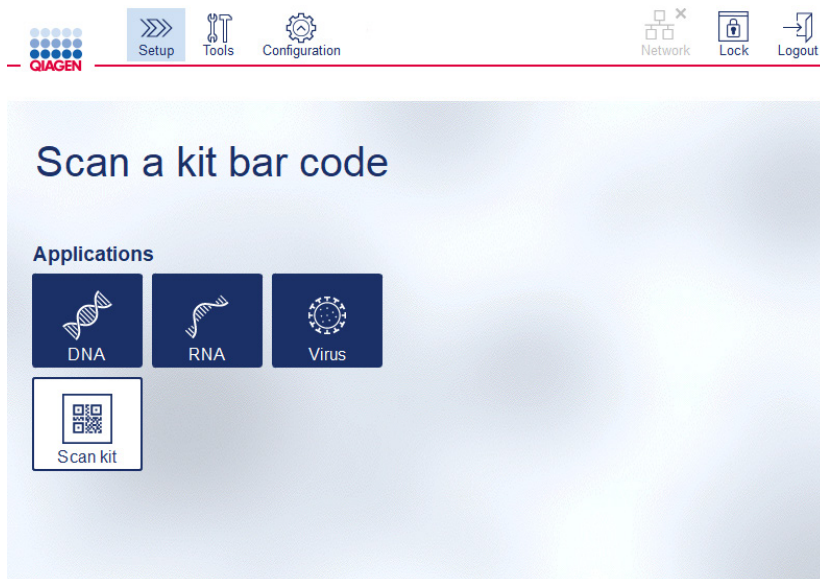 QIAGEN
Setup
Tools
Configuration
Network
Lock
Logout
Scan a kit bar code
Applications
DNA
RNA
Virus
Scan kit